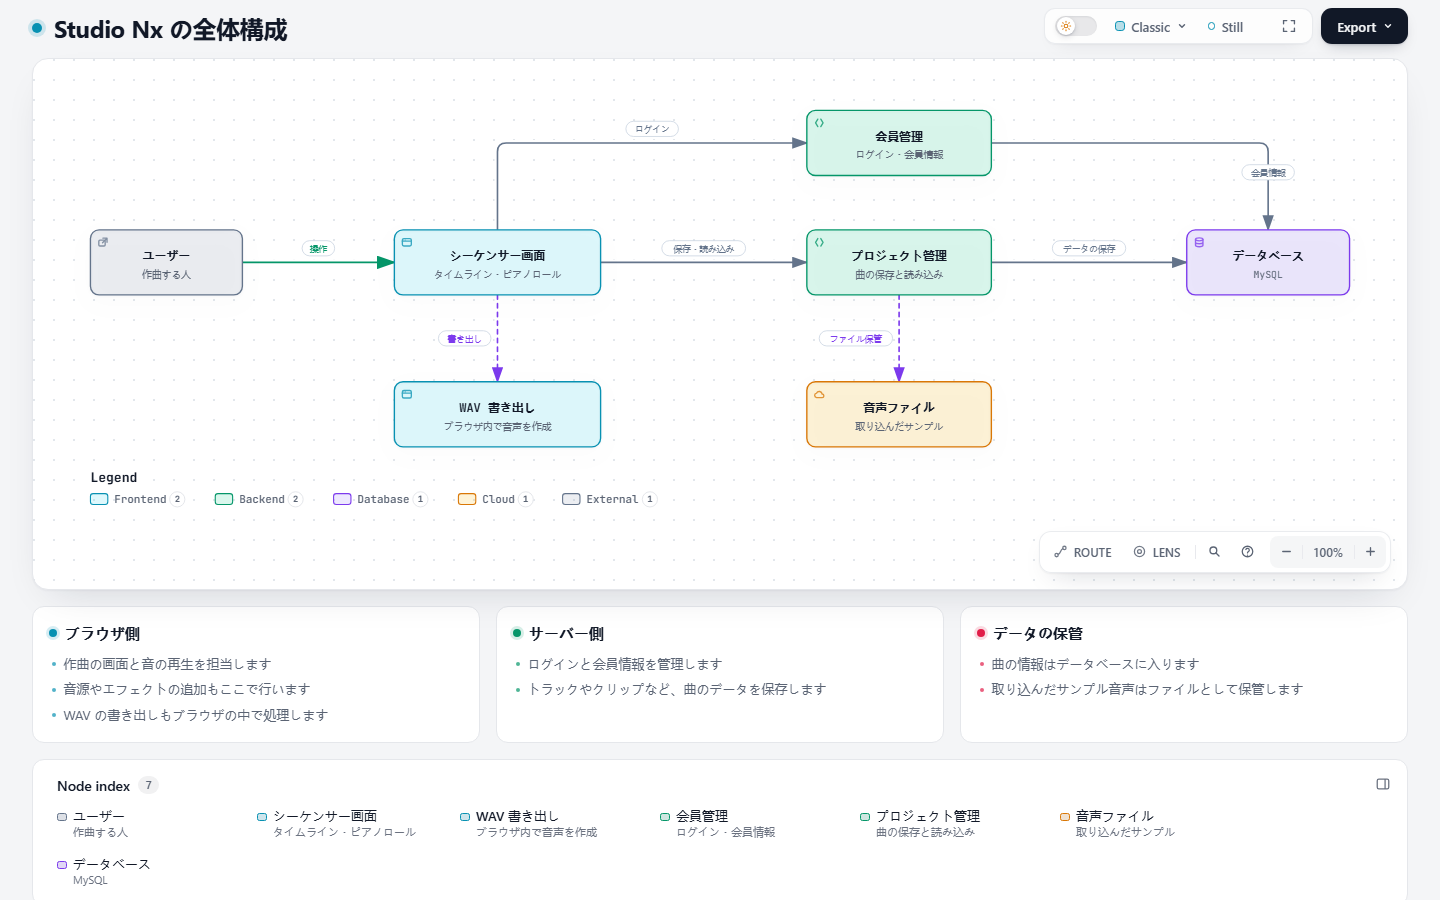 Studio Nx の全体構成
Classic
Still
Export
ログイン
会員管理
ログイン・会員情報
会員情報
ユーザー
作曲する人
操作
シーケンサー画面
タイムライン・ピアノロール
保存・読み込み
プロジェクト管理
曲の保存と読み込み
データの保存
データベース
MySQL
書き出し
ファイル保管
WAV 書き出し
ブラウザ内で音声を作成
音声ファイル
取り込んだサンプル
Legend
Frontend 2
Backend 2
Database 1
Cloud 1
External 1
ROUTE
LENS
100%
ブラウザ側
作曲の画面と音の再生を担当します
音源やエフェクトの追加もここで行います
WAV の書き出しもブラウザの中で処理します
サーバー側
ログインと会員情報を管理します
トラックやクリップなど、曲のデータを保存します
データの保管
曲の情報はデータベースに入ります
取り込んだサンプル音声はファイルとして保管します
Node index 7
ユーザー
作曲する人
シーケンサー画面
タイムライン・ピアノロール
WAV 書き出し
ブラウザ内で音声を作成
会員管理
ログイン・会員情報
プロジェクト管理
曲の保存と読み込み
音声ファイル
取り込んだサンプル
データベース
MySQL